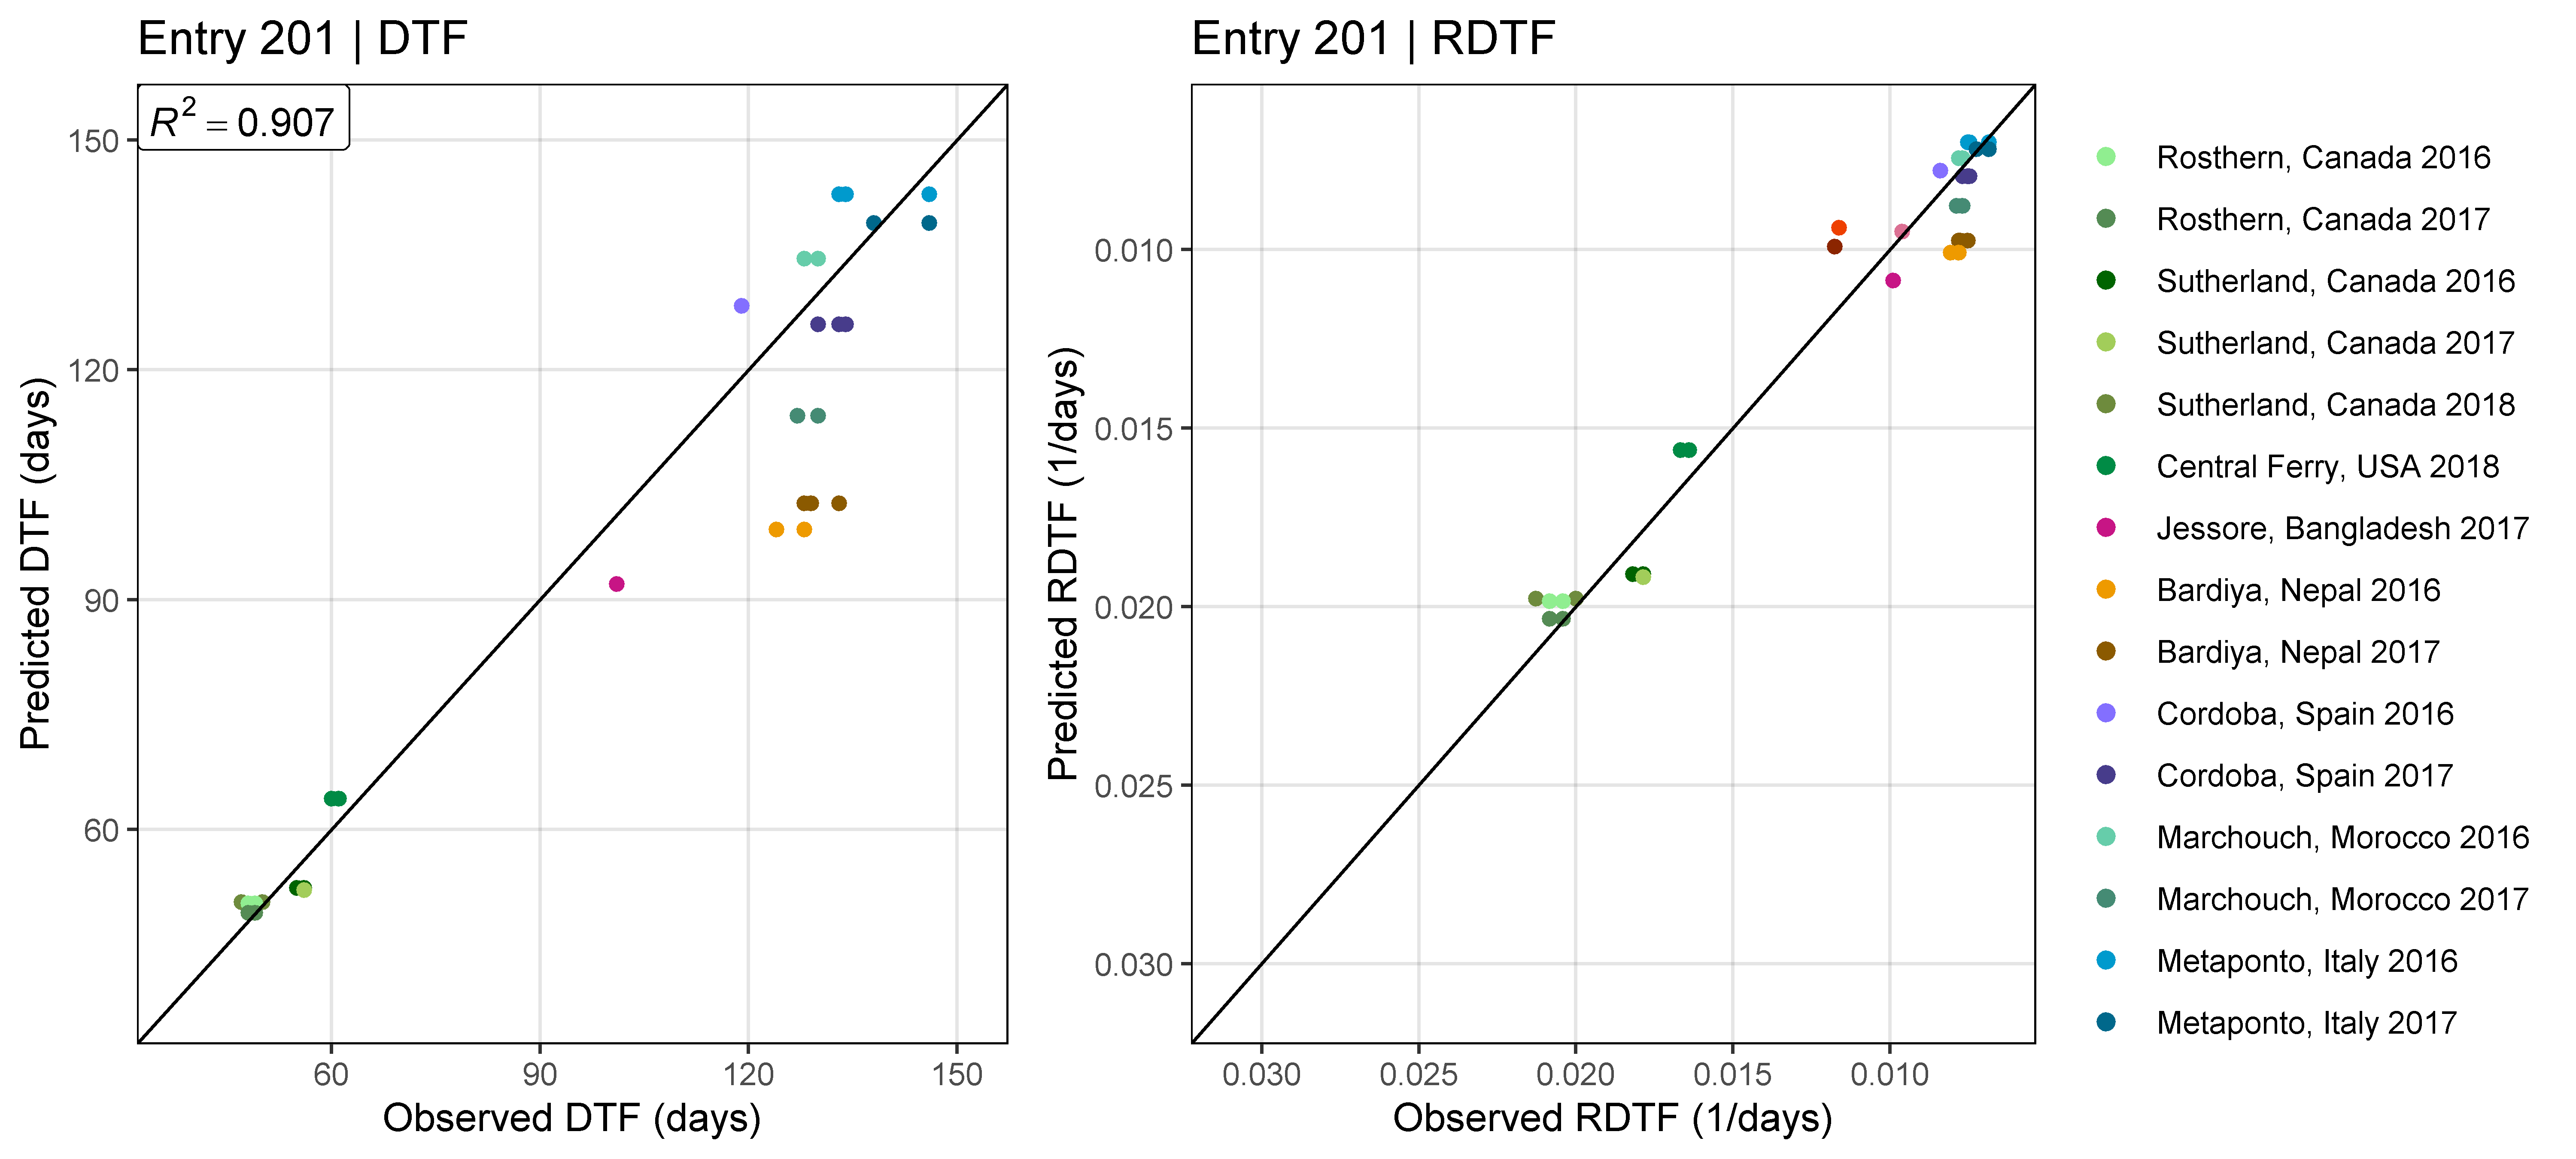 Entry 201 | DTF
R² = 0.907
150
120
90
60
60
90
120
150
Predicted DTF (days)
Observed DTF (days)
Entry 201 | RDTF
0.010
0.015
0.020
0.025
0.030
0.030
0.025
0.020
0.015
0.010
Predicted RDTF (1/days)
Observed RDTF (1/days)
Rosthern, Canada 2016
Rosthern, Canada 2017
Sutherland, Canada 2016
Sutherland, Canada 2017
Sutherland, Canada 2018
Central Ferry, USA 2018
Jessore, Bangladesh 2017
Bardiya, Nepal 2016
Bardiya, Nepal 2017
Cordoba, Spain 2016
Cordoba, Spain 2017
Marchouch, Morocco 2016
Marchouch, Morocco 2017
Metaponto, Italy 2016
Metaponto, Italy 2017